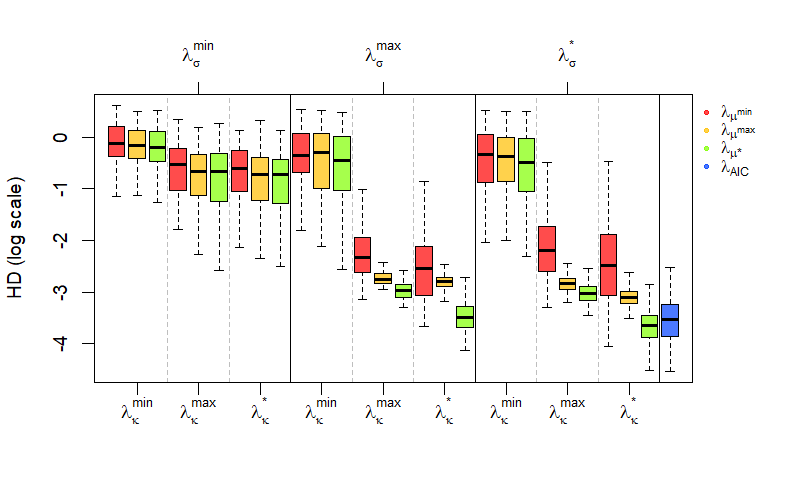 λσmin λσmax λσ*
HD (log scale)
0
-1
-2
-3
-4
λκmin λκmax λκ* λκmin λκmax λκ* λκmin λκmax λκ*
λμmin
λμmax
λμ*
λAIC